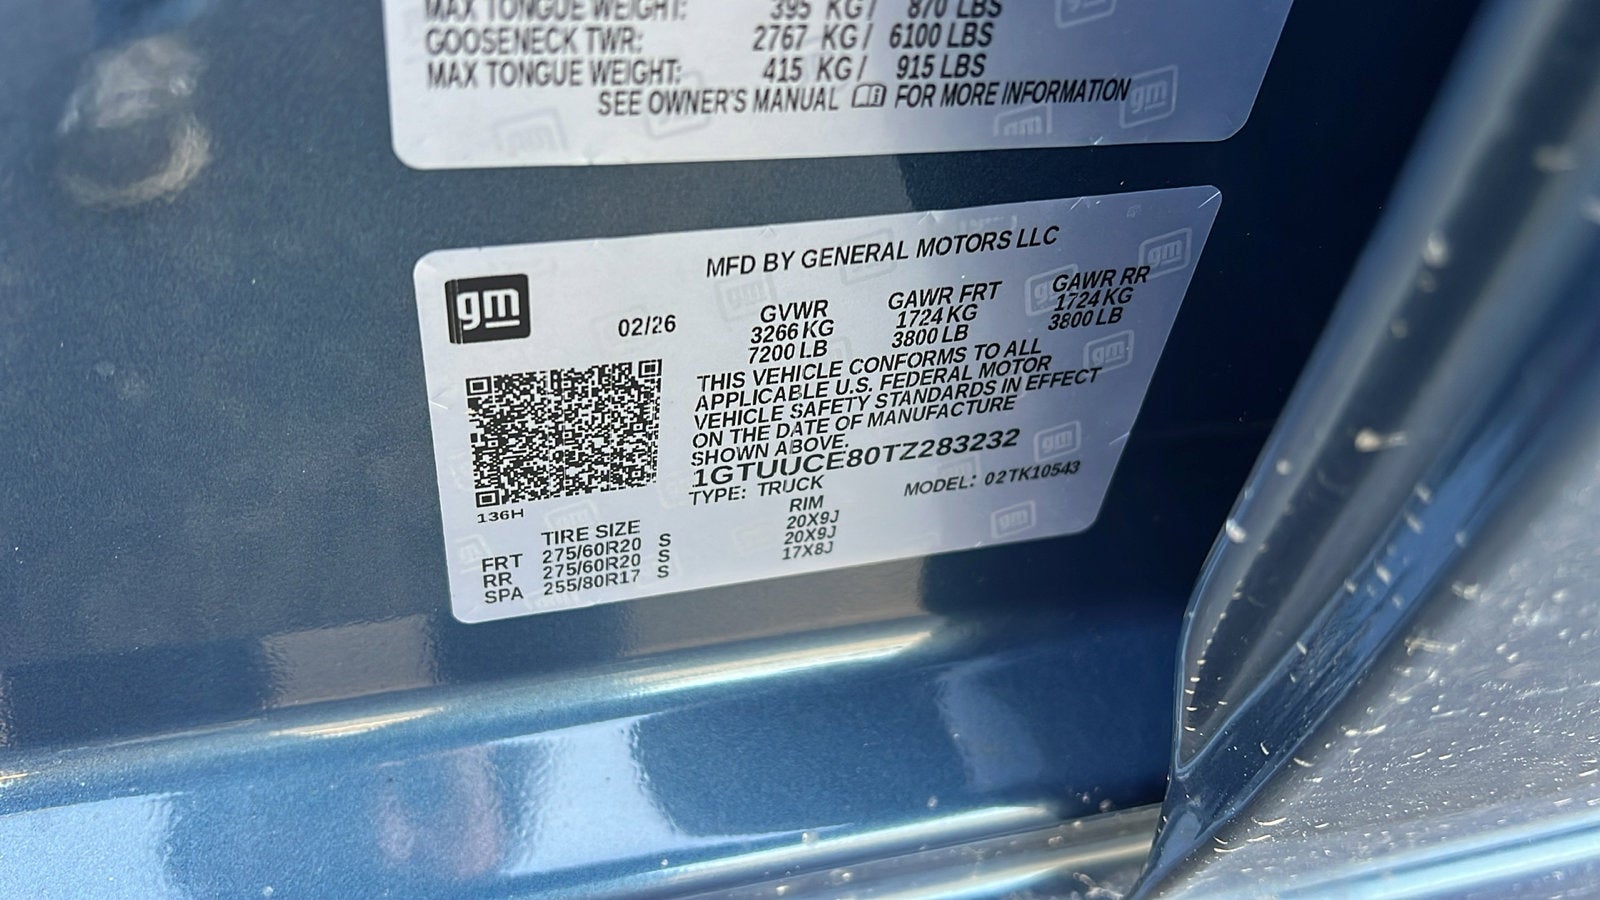 MAX TONGUE WEIGHT: 395 KG/ 870 LBS
GOOSENECK TWR: 2767 KG/ 6100 LBS
MAX TONGUE WEIGHT: 415 KG/ 915 LBS
SEE OWNER'S MANUAL FOR MORE INFORMATION
MFD BY GENERAL MOTORS LLC
gm
02/26
GVWR GAWR FRT GAWR RR
3266 KG 1724 KG 1724 KG
7200 LB 3800 LB 3800 LB
THIS VEHICLE CONFORMS TO ALL
APPLICABLE U.S. FEDERAL MOTOR
VEHICLE SAFETY STANDARDS IN EFFECT
ON THE DATE OF MANUFACTURE
SHOWN ABOVE.
1GTUUCE80TZ283232
TYPE: TRUCK MODEL: 02TK10543
136H
TIRE SIZE RIM
FRT 275/60R20 S 20X9J
RR 275/60R20 S 20X9J
SPA 255/80R17 S 17X8J